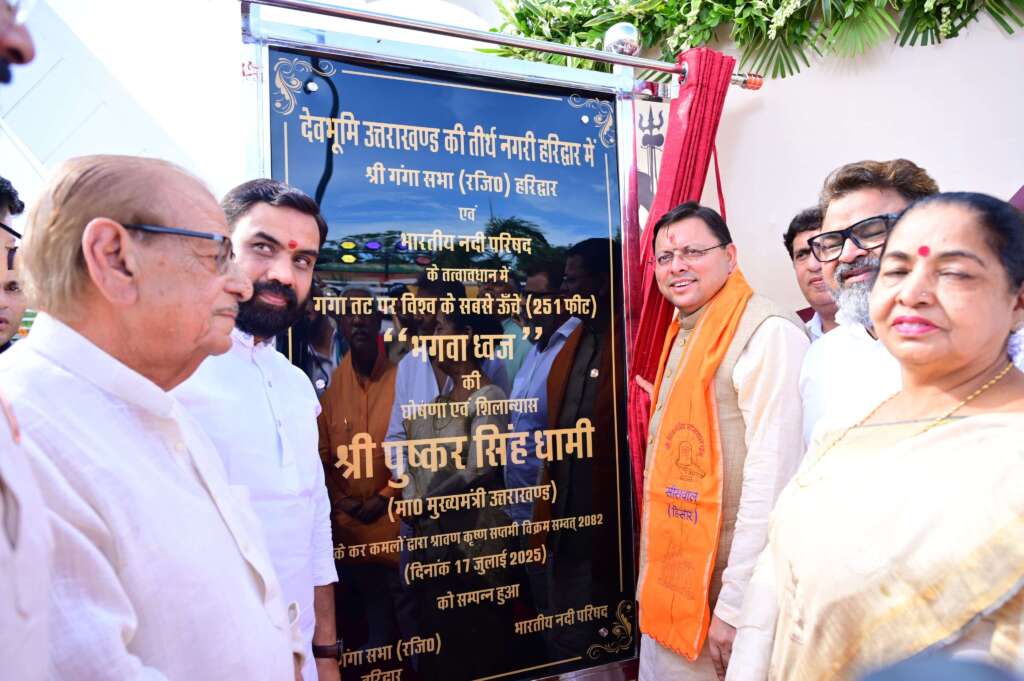 देवभूमि उत्तराखण्ड की तीर्थ नगरी हरिद्वार में
श्री गंगा सभा (रजि0) हरिद्वार
एवं
भारतीय नदी परिषद
के तत्वावधान में
गंगा तट पर विश्व के सबसे ऊँचे (251 फीट)
“भगवा ध्वज”
की
घोषणा एवं शिलान्यास
श्री पुष्कर सिंह धामी
(मा0 मुख्यमंत्री उत्तराखण्ड)
के कर कमलों द्वारा श्रावण कृष्ण सप्तमी विक्रम सम्वत् 2082
(दिनांक 17 जुलाई 2025)
को सम्पन्न हुआ
गंगा सभा (रजि0)
हरिद्वार
भारतीय नदी परिषद
सीसवाल
(हिसार)